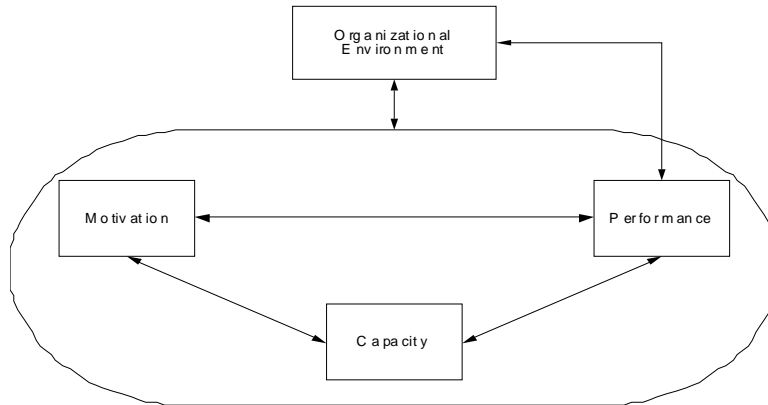 Organizational
Environment
Motivation
Performance
Capacity